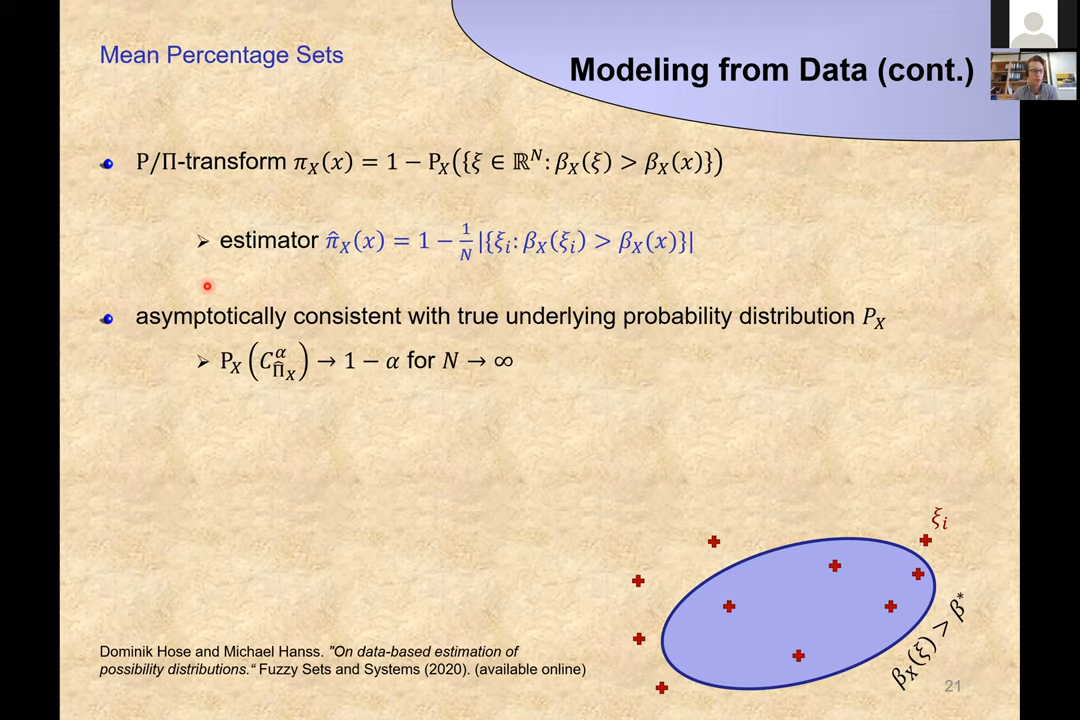 Mean Percentage Sets
Modeling from Data (cont.)
P/Π-transform π_X(x) = 1 − P_X({ξ ∈ ℝ^N: β_X(ξ) > β_X(x)})
➢ estimator π̂_X(x) = 1 − 1/N |{ξ_i: β_X(ξ_i) > β_X(x)}|
asymptotically consistent with true underlying probability distribution P_X
➢ P_X(C^α_Π̂_X) → 1 − α for N → ∞
ξ_i
β_X(ξ) > β*
Dominik Hose and Michael Hanss. "On data-based estimation of
possibility distributions." Fuzzy Sets and Systems (2020). (available online)
21